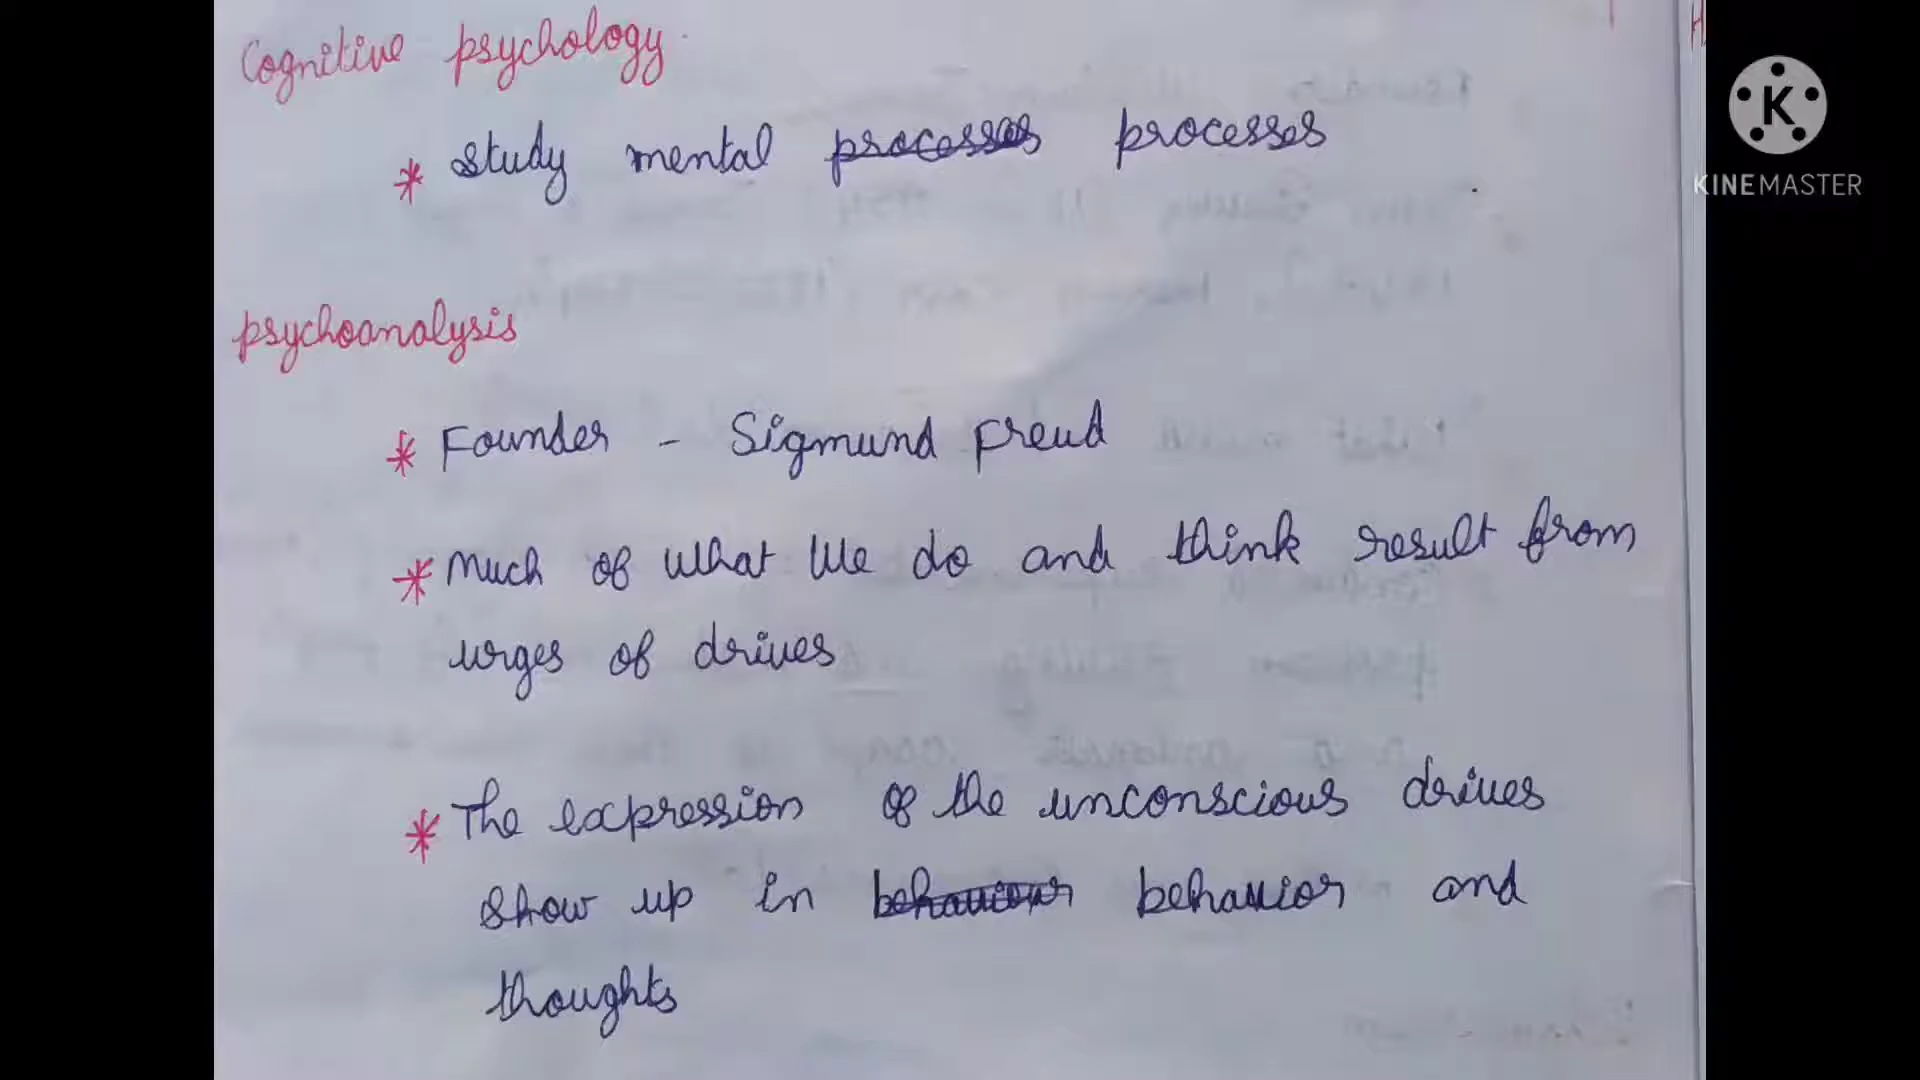 Cognitive psychology
* study mental processes processes
psychoanalysis
* Founder - Sigmund Freud
* Much of what We do and think result from
urges of drives
* The expression of the unconscious drives
show up in behaviour behavior and
thoughts
K
KINEMASTER